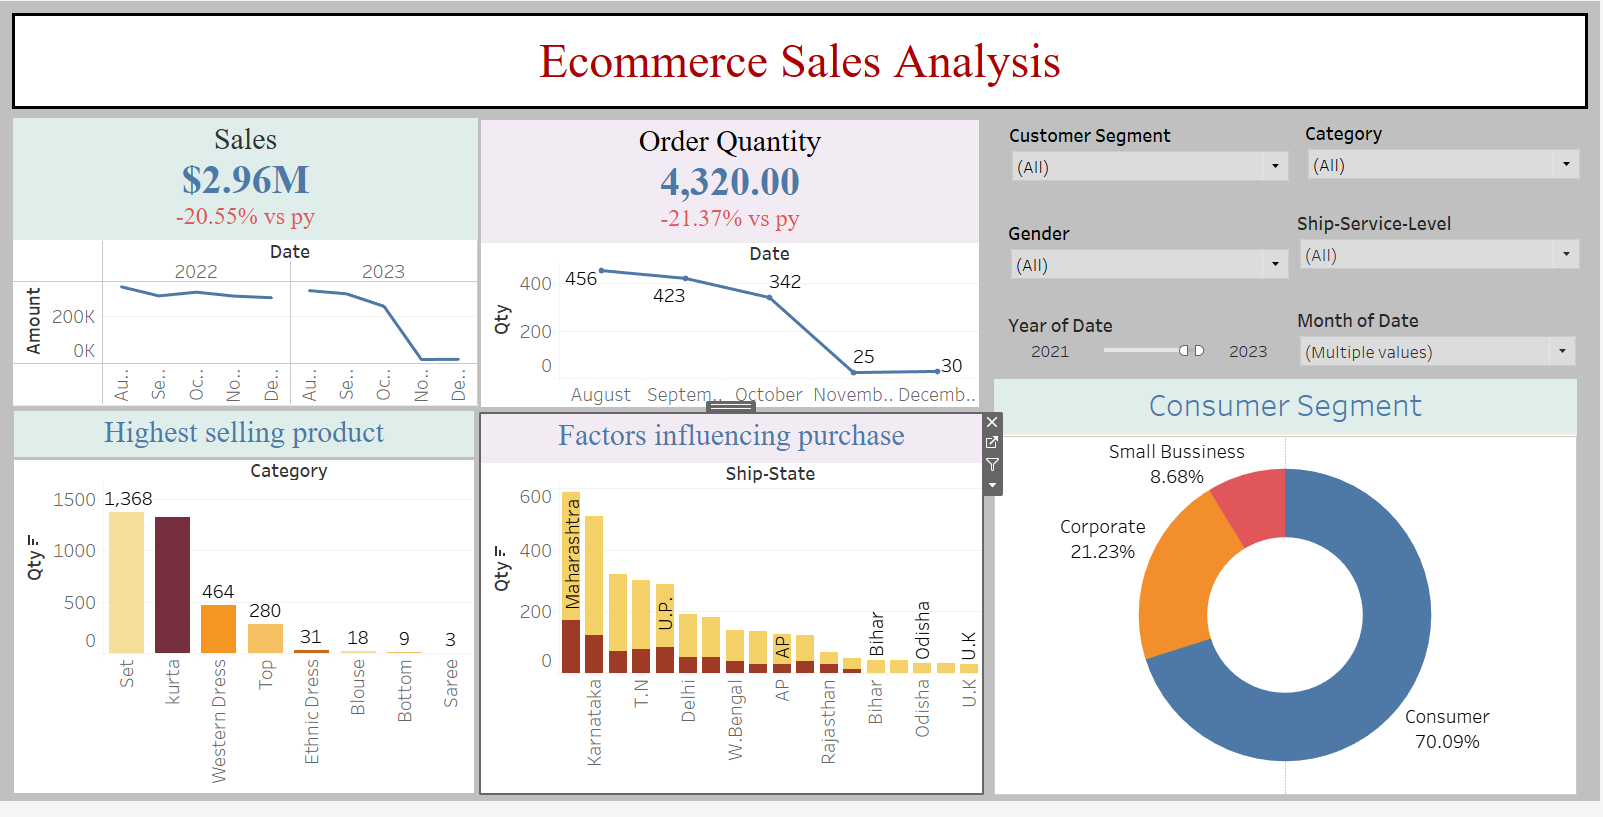 Ecommerce Sales Analysis
Sales
$2.96M
-20.55% vs py
Date
2022
2023
Amount
200K
0K
Au..
Se..
Oc..
No..
De..
Au..
Se..
Oc..
No..
De..
Order Quantity
4,320.00
-21.37% vs py
Date
Qty
400
200
0
456
423
342
25
30
August
Septem..
October
Novemb..
Decemb..
Customer Segment
(All)
Category
(All)
Gender
(All)
Ship-Service-Level
(All)
Year of Date
2021
2023
Month of Date
(Multiple values)
Highest selling product
Category
Qty
1500
1000
500
0
1,368
464
280
31
18
9
3
Set
kurta
Western Dress
Top
Ethnic Dress
Blouse
Bottom
Saree
Factors influencing purchase
Ship-State
Qty
600
400
200
0
Maharashtra
U.P.
AP
Bihar
Odisha
U.K
Karnataka
T.N
Delhi
W.Bengal
AP
Rajasthan
Bihar
Odisha
U.K
Consumer Segment
Small Bussiness
8.68%
Corporate
21.23%
Consumer
70.09%